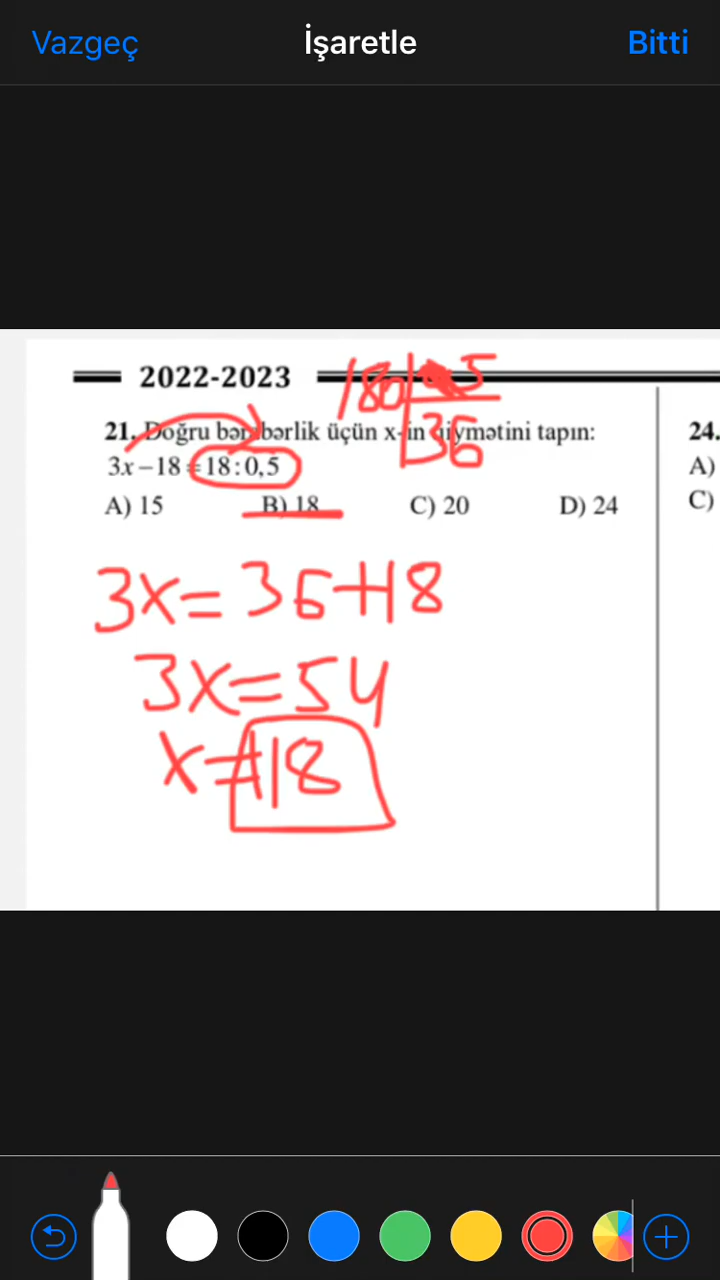 Vazgeç İşaretle Bitti
2022-2023
180 5
36
21. Doğru bərabərlik üçün x-in qiymətini tapın:
3x – 18 = 18 : 0,5
A) 15 B) 18 C) 20 D) 24
24.
A)
C)
3x = 36+18
3x = 54
x = 18